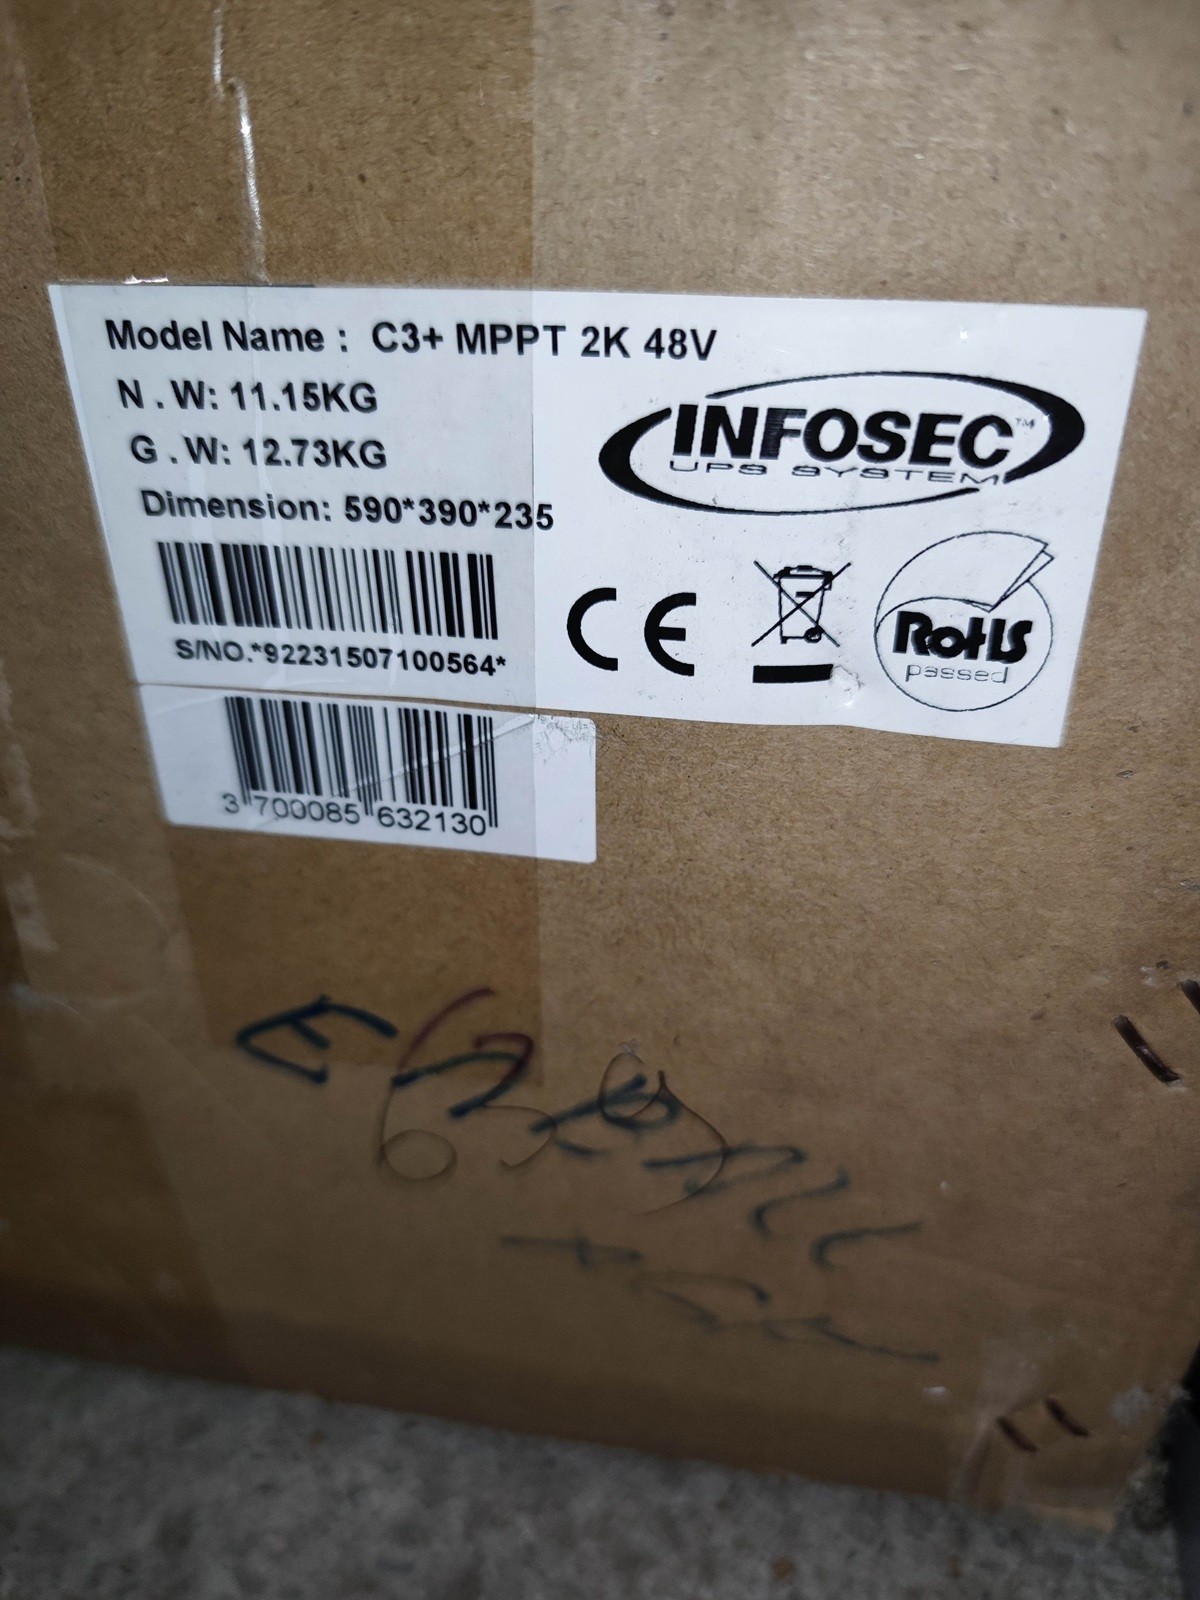 Model Name : C3+ MPPT 2K 48V
N . W: 11.15KG
G . W: 12.73KG
Dimension: 590*390*235
S/NO.*92231507100564*
INFOSEC™
UPS SYSTEM
CE
RoHS
passed
3 700085 632130